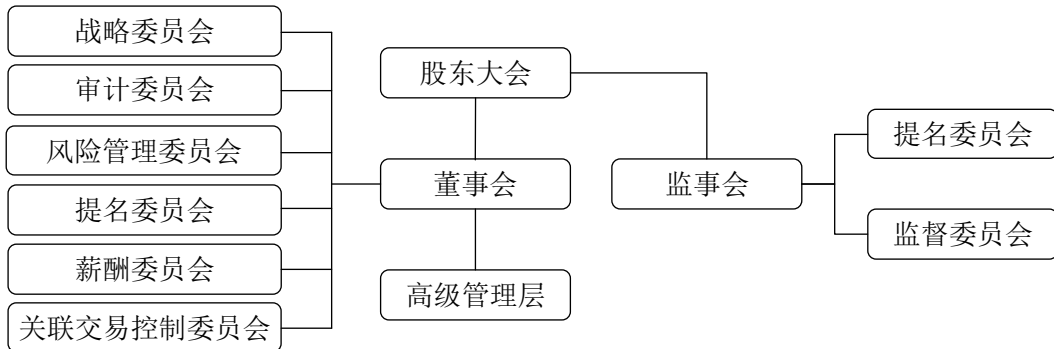 战略委员会
审计委员会
风险管理委员会
提名委员会
薪酬委员会
关联交易控制委员会
股东大会
董事会
高级管理层
监事会
提名委员会
监督委员会